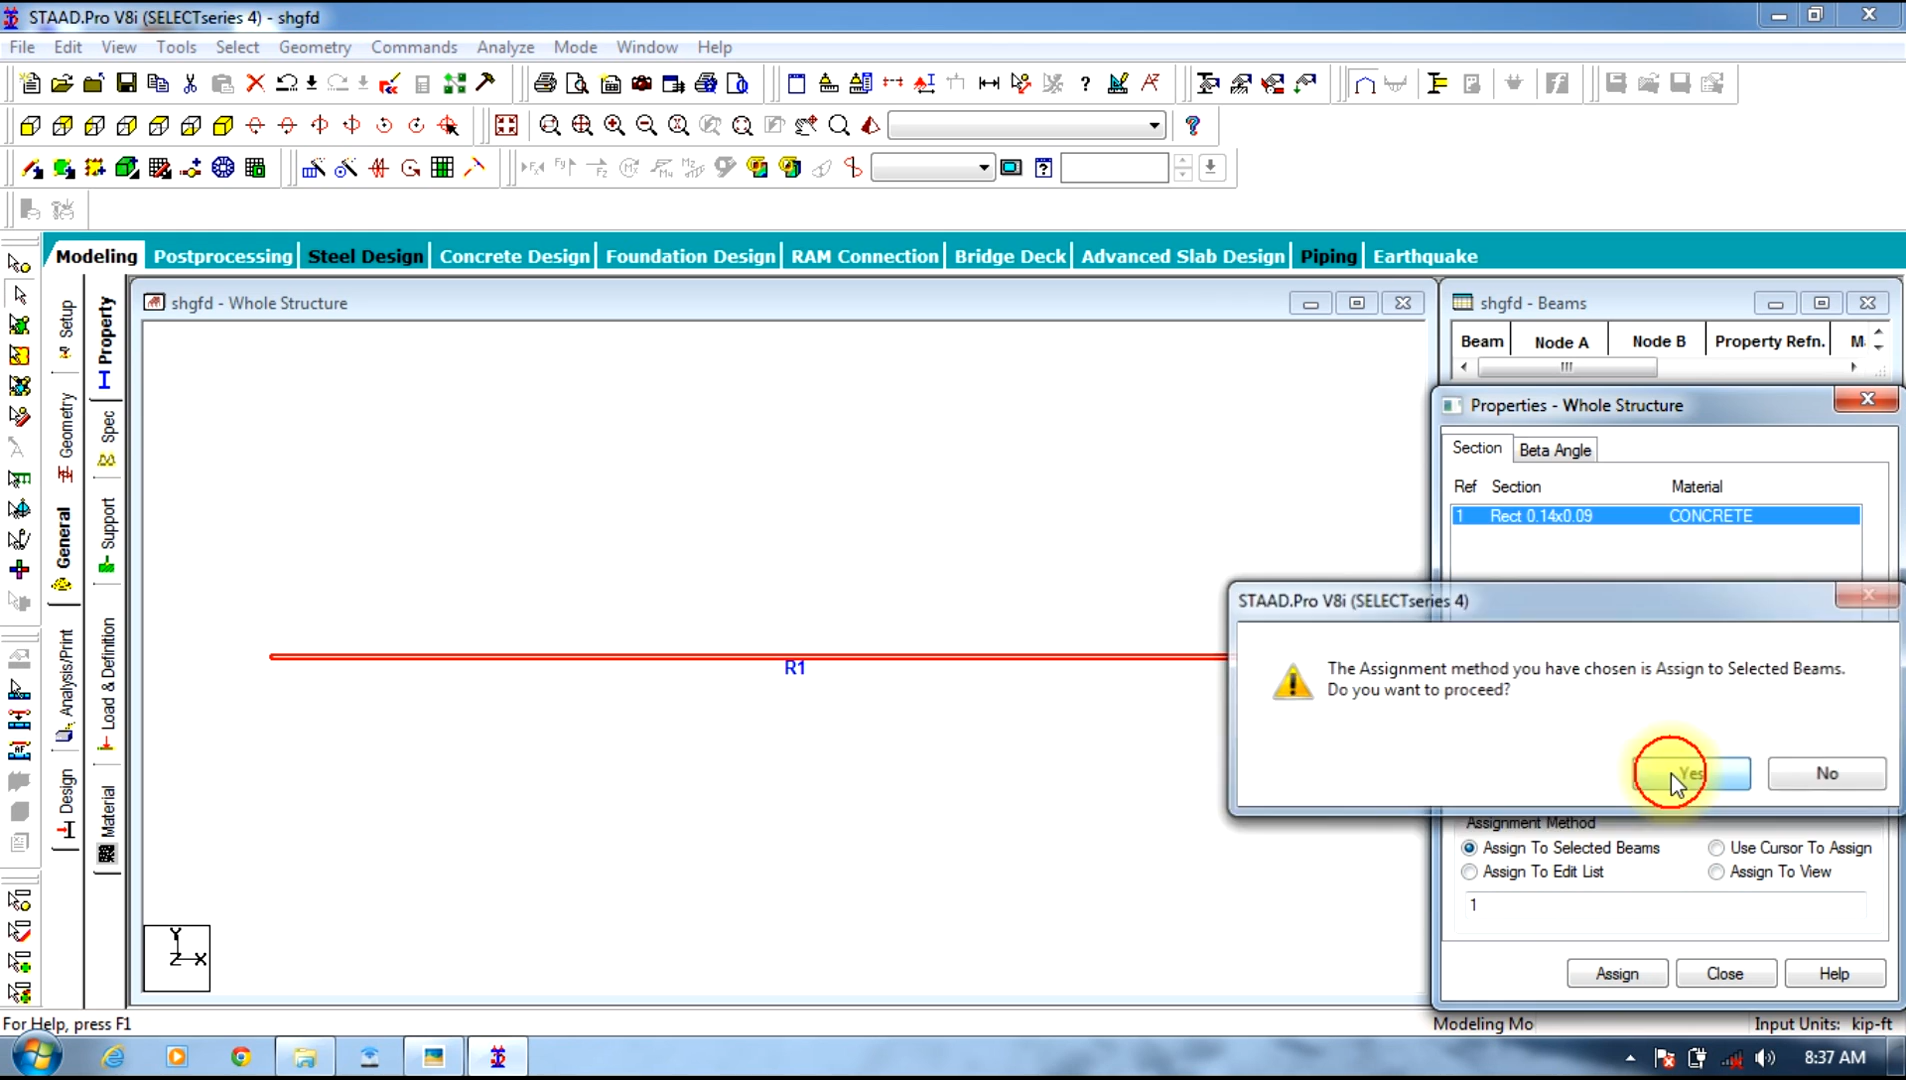 STAAD.Pro V8i (SELECTseries 4) - shgfd
File Edit View Tools Select Geometry Commands Analyze Mode Window Help
Modeling Postprocessing Steel Design Concrete Design Foundation Design RAM Connection Bridge Deck Advanced Slab Design Piping Earthquake
Setup
Geometry
General
Analysis/Print
Design
Property
Spec
Support
Load & Definition
Material
shgfd - Whole Structure
R1
Y
Z X
shgfd - Beams
Beam Node A Node B Property Refn. M
Properties - Whole Structure
Section Beta Angle
Ref Section Material
1 Rect 0.14x0.09 CONCRETE
STAAD.Pro V8i (SELECTseries 4)
The Assignment method you have chosen is Assign to Selected Beams.
Do you want to proceed?
Yes No
Assignment Method
Assign To Selected Beams Use Cursor To Assign
Assign To Edit List Assign To View
1
Assign Close Help
For Help, press F1 Modeling Mo Input Units: kip-ft
8:37 AM